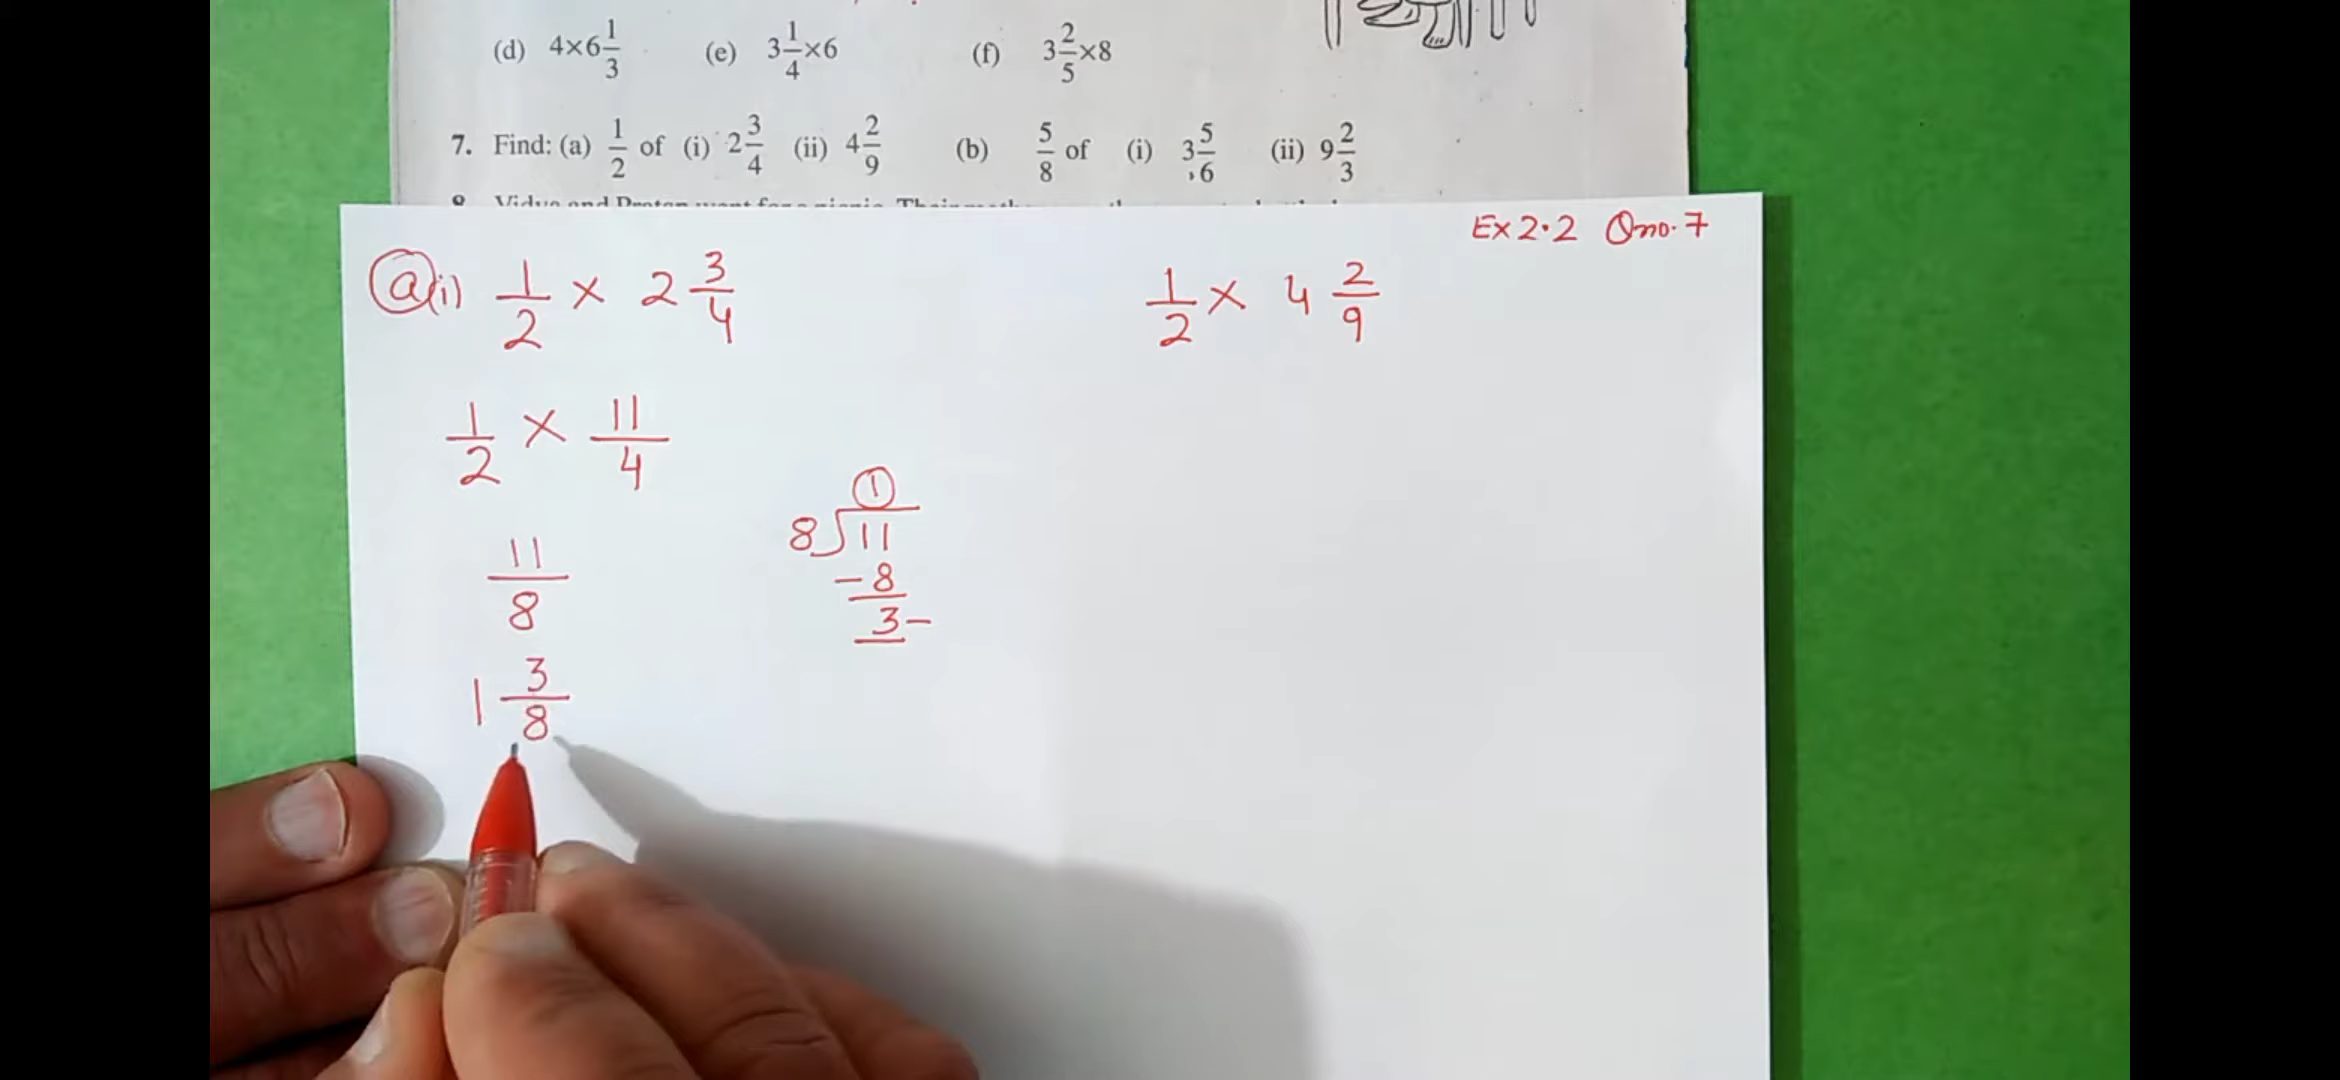 (d) 4×6 1/3 (e) 3 1/4 ×6 (f) 3 2/5 ×8
7. Find: (a) 1/2 of (i) 2 3/4 (ii) 4 2/9 (b) 5/8 of (i) 3 5/6 (ii) 9 2/3
Ex 2.2 Qno.7
a(i) 1/2 × 2 3/4
1/2 × 4 2/9
1/2 × 11/4
11/8
1 3/8
1
8 11
-8
3-